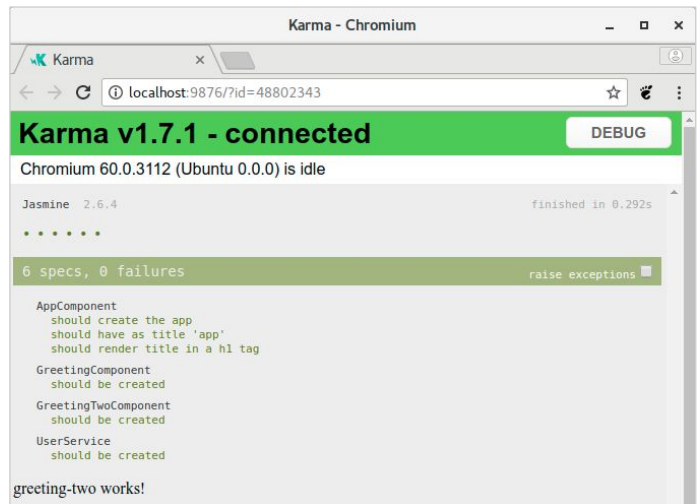 Karma - Chromium
Karma
localhost:9876/?id=48802343
Karma v1.7.1 - connected
DEBUG
Chromium 60.0.3112 (Ubuntu 0.0.0) is idle
Jasmine 2.6.4 finished in 0.292s
6 specs, 0 failures raise exceptions
AppComponent
should create the app
should have as title 'app'
should render title in a h1 tag
GreetingComponent
should be created
GreetingTwoComponent
should be created
UserService
should be created
greeting-two works!